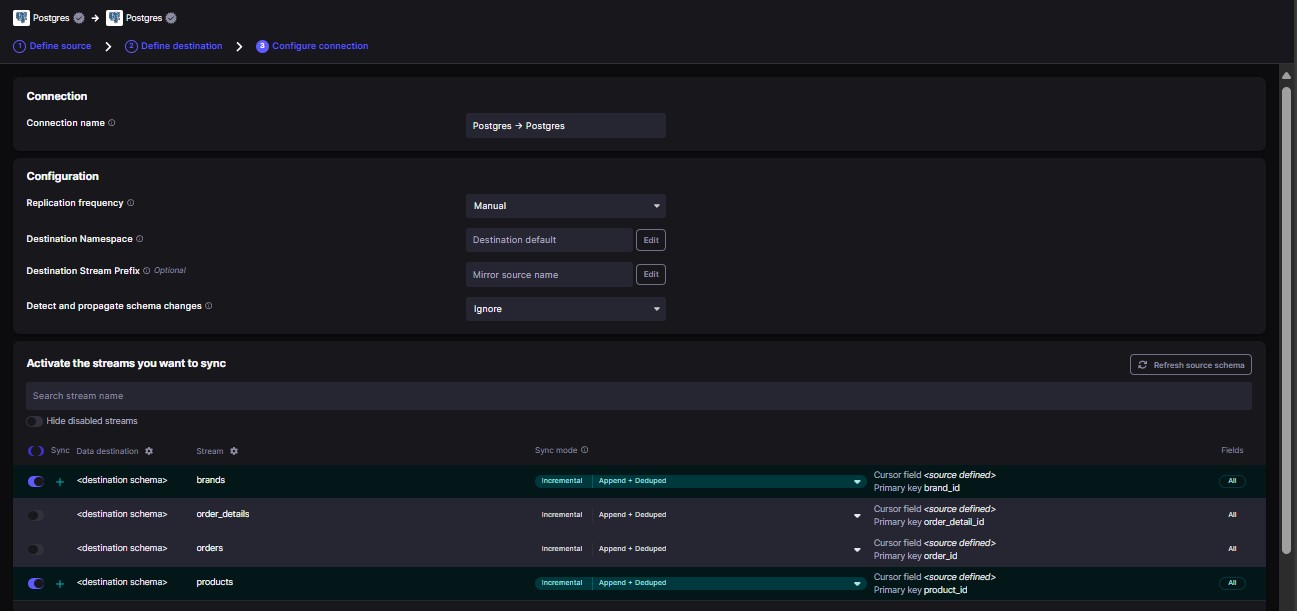 Postgres → Postgres
1 Define source > 2 Define destination > 3 Configure connection
Connection
Connection name
Postgres → Postgres
Configuration
Replication frequency
Manual
Destination Namespace
Destination default
Edit
Destination Stream Prefix Optional
Mirror source name
Edit
Detect and propagate schema changes
Ignore
Activate the streams you want to sync
Refresh source schema
Search stream name
Hide disabled streams
Sync Data destination Stream Sync mode Fields
<destination schema> brands Incremental Append + Deduped Cursor field <source defined> All
Primary key brand_id
<destination schema> order_details Incremental Append + Deduped Cursor field <source defined> All
Primary key order_detail_id
<destination schema> orders Incremental Append + Deduped Cursor field <source defined> All
Primary key order_id
<destination schema> products Incremental Append + Deduped Cursor field <source defined> All
Primary key product_id